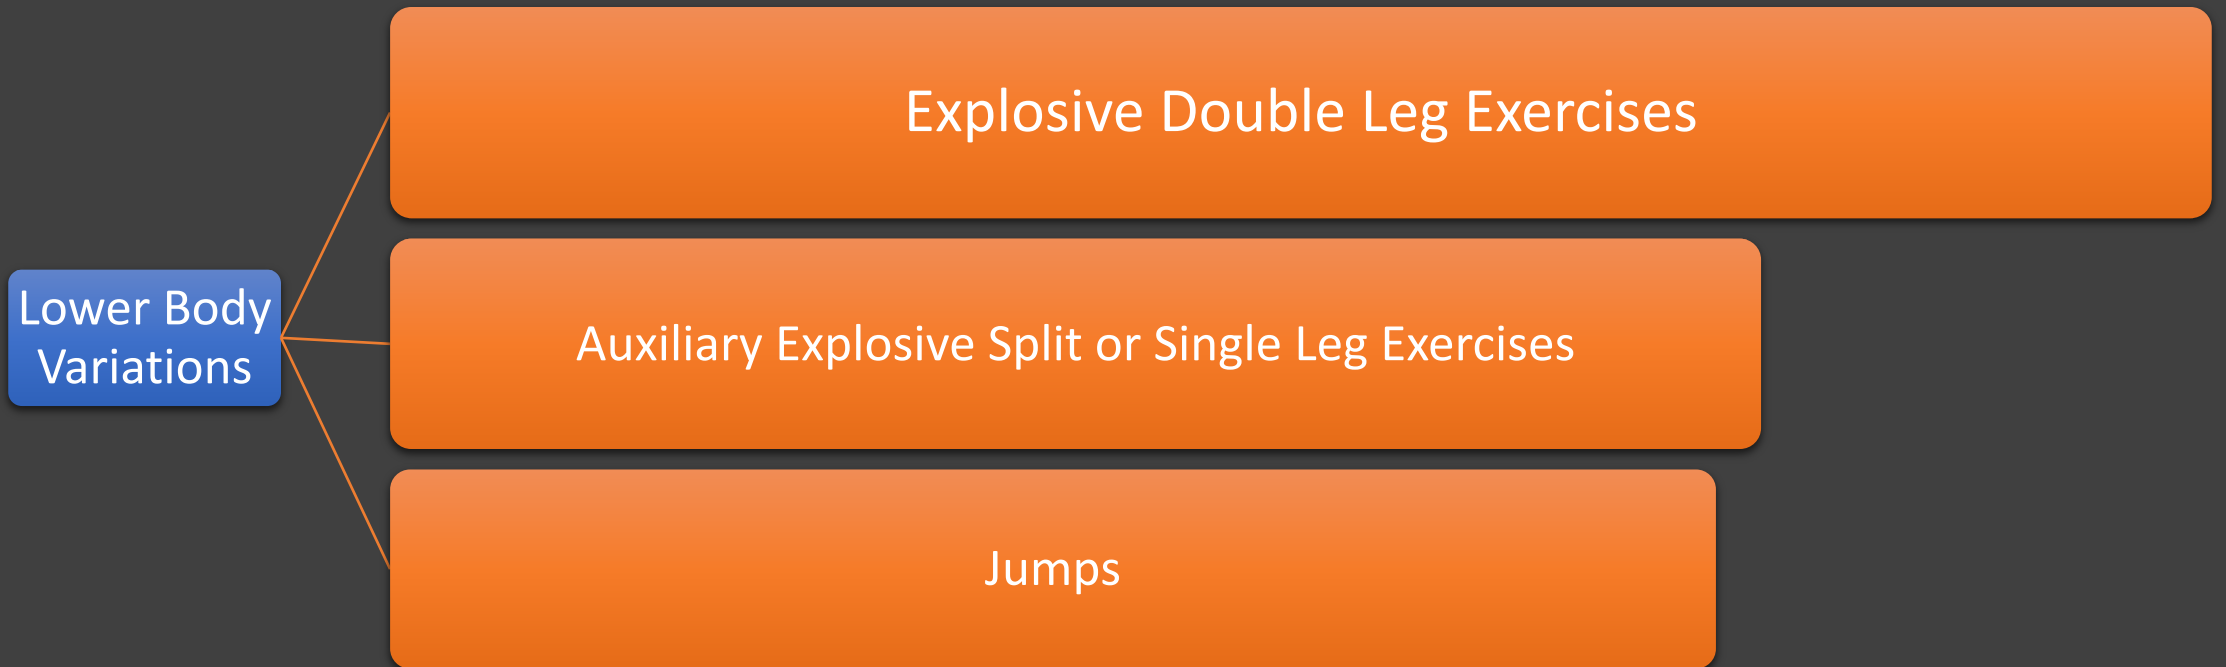 Explosive Double Leg Exercises
Lower Body
Variations
Auxiliary Explosive Split or Single Leg Exercises
Jumps